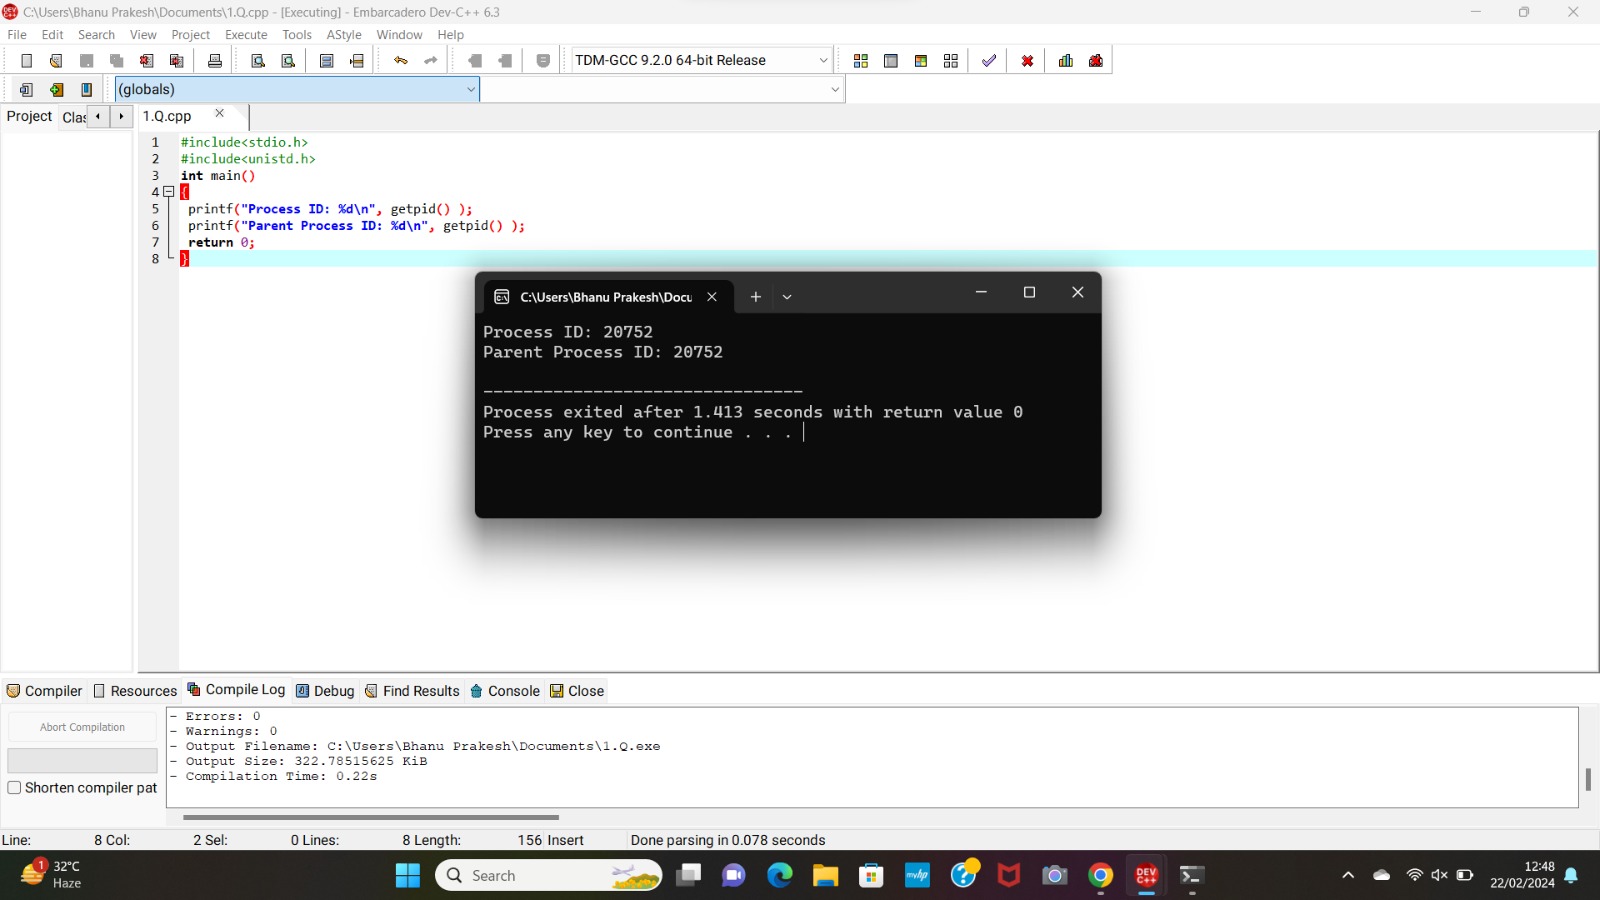 C:\Users\Bhanu Prakesh\Documents\1.Q.cpp - [Executing] - Embarcadero Dev-C++ 6.3
File Edit Search View Project Execute Tools AStyle Window Help
TDM-GCC 9.2.0 64-bit Release
(globals)
Project Clas 1.Q.cpp
1 #include<stdio.h>
2 #include<unistd.h>
3 int main()
4 {
5 printf("Process ID: %d\n", getpid() );
6 printf("Parent Process ID: %d\n", getpid() );
7 return 0;
8 }
C:\Users\Bhanu Prakesh\Docu
Process ID: 20752
Parent Process ID: 20752
--------------------------------
Process exited after 1.413 seconds with return value 0
Press any key to continue . . .
Compiler Resources Compile Log Debug Find Results Console Close
Abort Compilation
Shorten compiler pat
- Errors: 0
- Warnings: 0
- Output Filename: C:\Users\Bhanu Prakesh\Documents\1.Q.exe
- Output Size: 322.78515625 KiB
- Compilation Time: 0.22s
Line: 8 Col: 2 Sel: 0 Lines: 8 Length: 156 Insert Done parsing in 0.078 seconds
1
32°C
Haze
Search
myhp
DEV
C++
12:48
22/02/2024